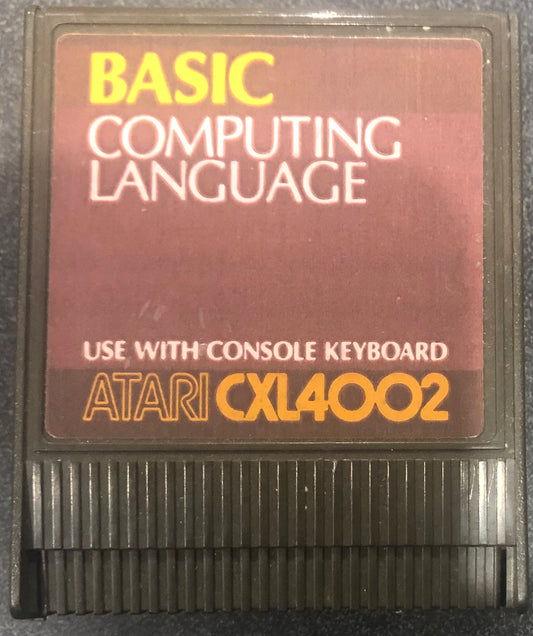 BASIC
COMPUTING
LANGUAGE
USE WITH CONSOLE KEYBOARD
ATARI CXL4002